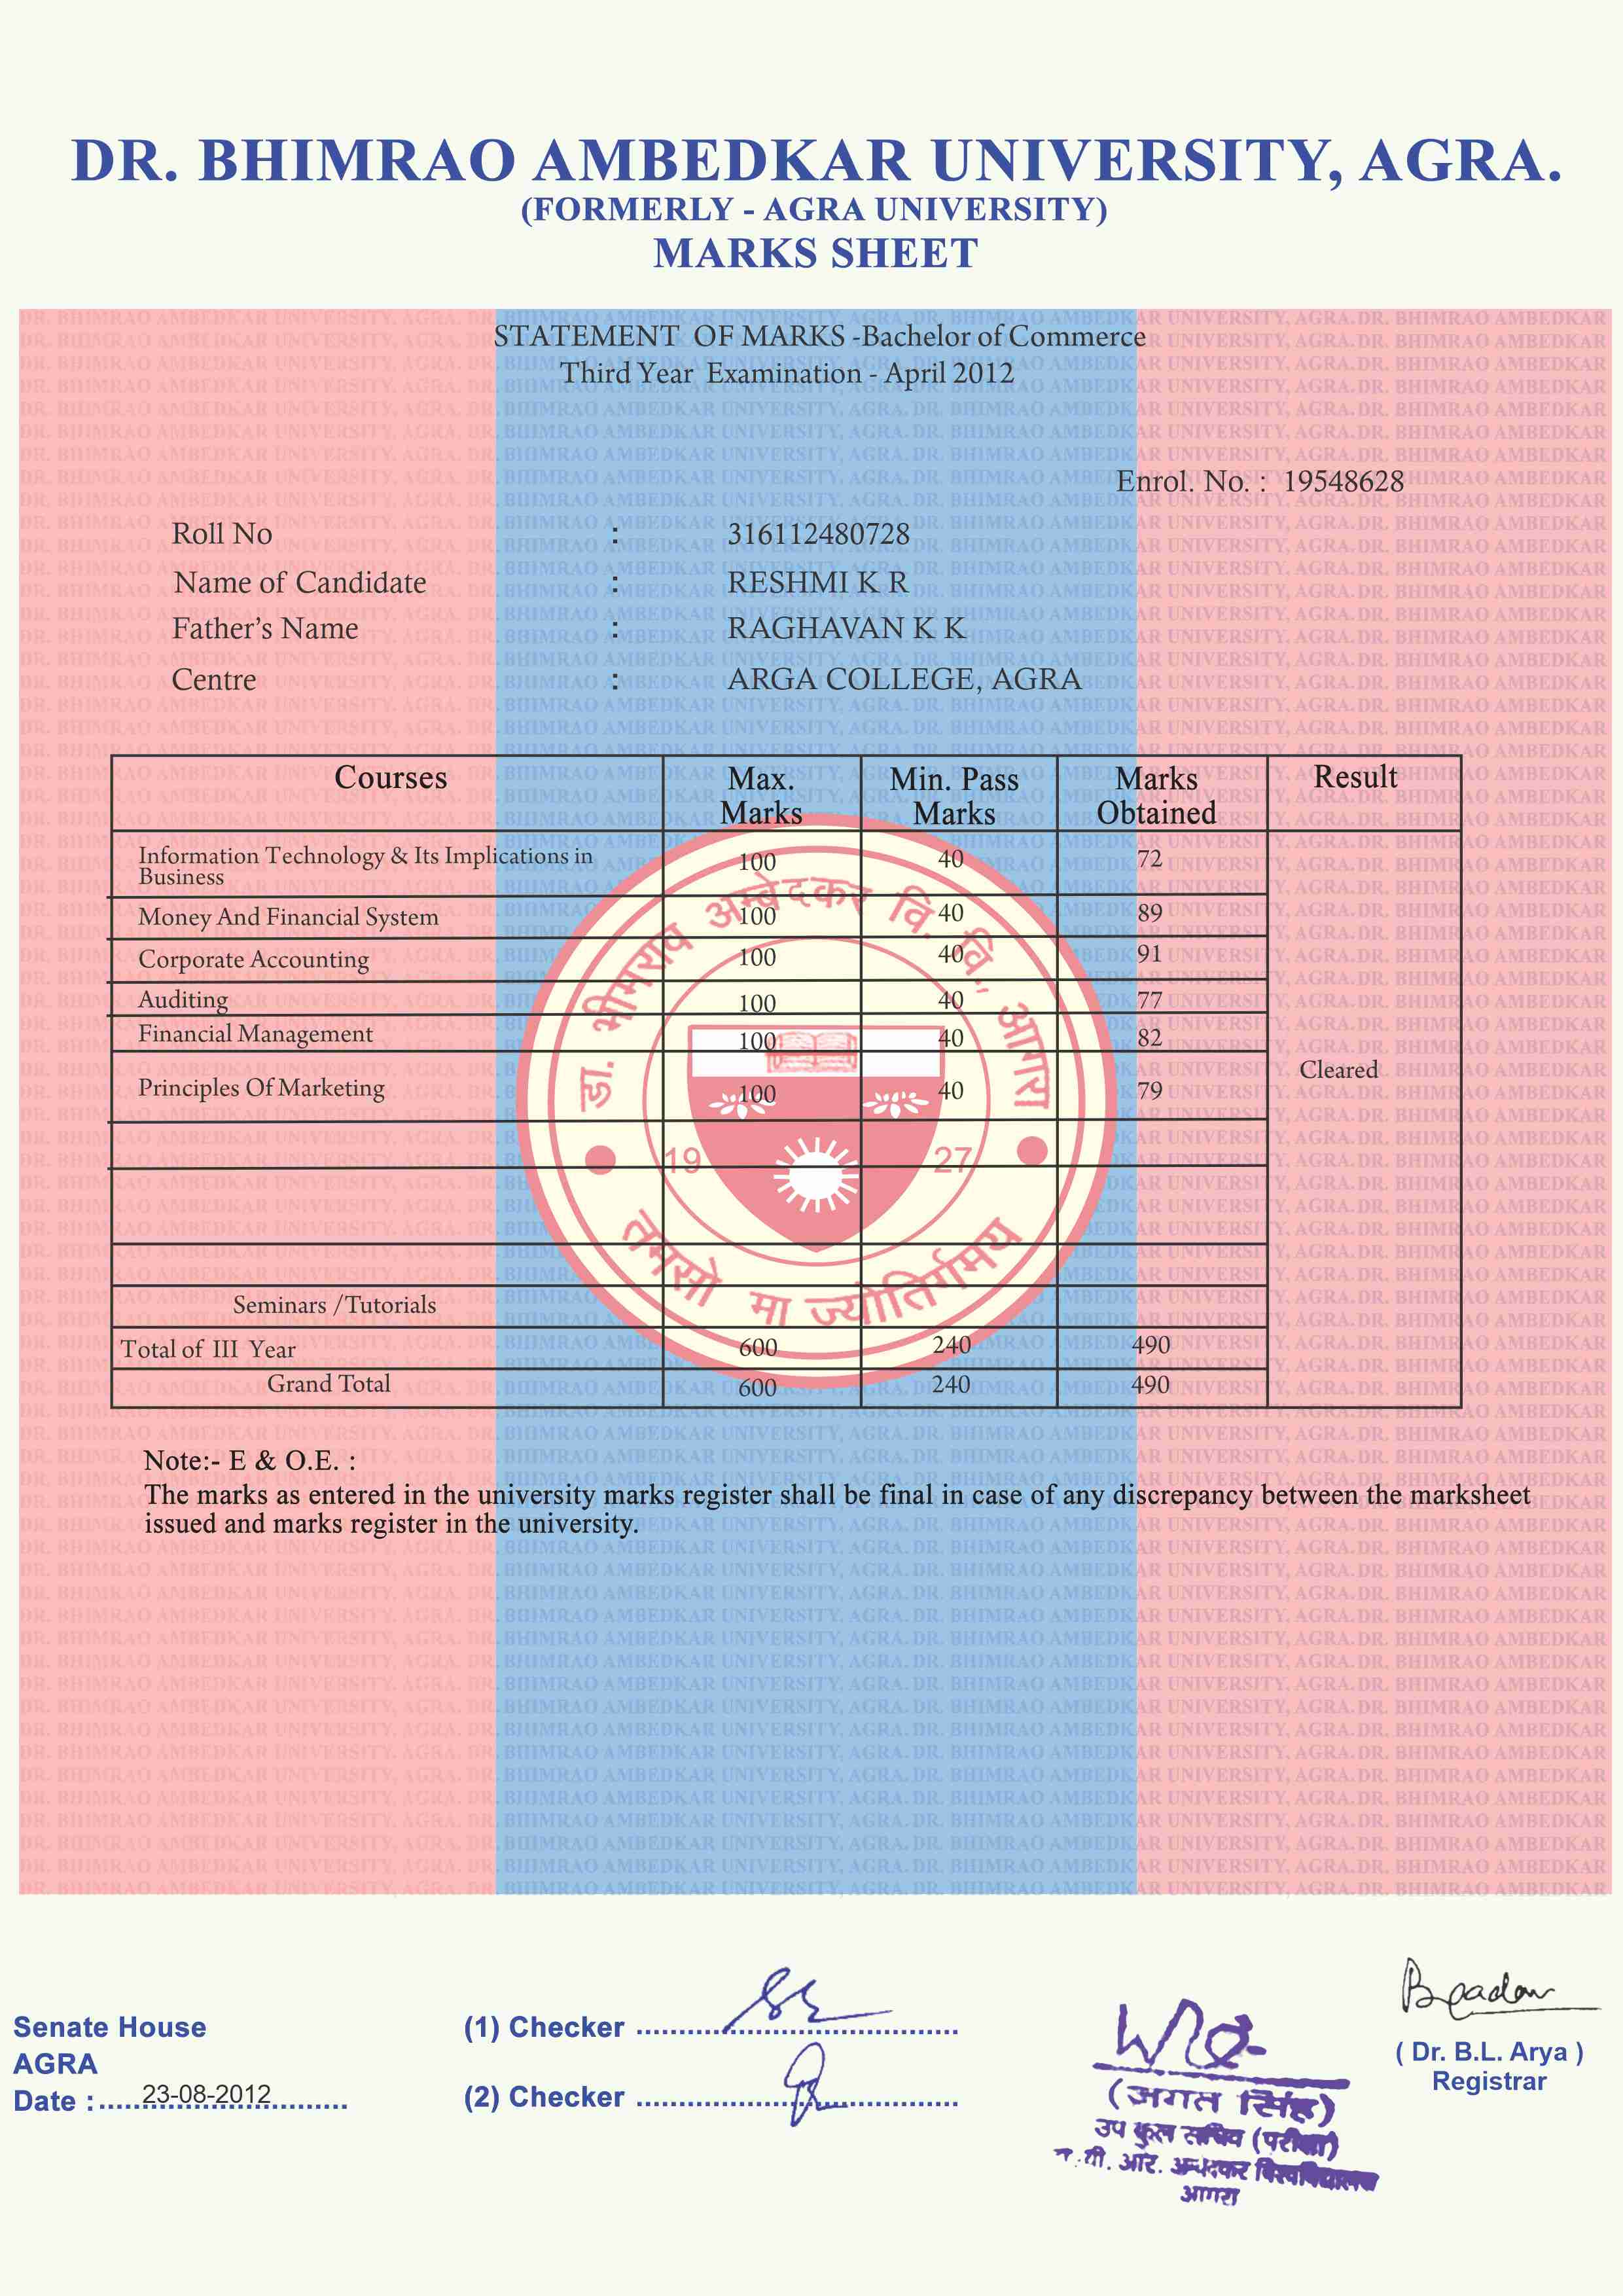 DR. BHIMRAO AMBEDKAR UNIVERSITY, AGRA.
(FORMERLY - AGRA UNIVERSITY)
MARKS SHEET
STATEMENT OF MARKS -Bachelor of Commerce
Third Year Examination - April 2012
Enrol. No. : 19548628
Roll No : 316112480728
Name of Candidate : RESHMI K R
Father’s Name : RAGHAVAN K K
Centre : ARGA COLLEGE, AGRA
Courses Max. Marks Min. Pass Marks Marks Obtained Result
Information Technology & Its Implications in
Business 100 40 72
Money And Financial System 100 40 89
Corporate Accounting 100 40 91
Auditing 100 40 77
Financial Management 100 40 82
Cleared
Principles Of Marketing 100 40 79
Seminars /Tutorials
Total of III Year 600 240 490
Grand Total 600 240 490
डा. भीमराव अम्बेदकर वि. वि., आगरा
19 27
तमसो मा ज्योतिर्गमय
Note:- E & O.E. :
The marks as entered in the university marks register shall be final in case of any discrepancy between the marksheet
issued and marks register in the university.
Senate House
AGRA
Date : 23-08-2012
(1) Checker
(2) Checker
(जगत सिंह)
उप कुल सचिव (परीक्षा)
आर. विश्वविद्यालय
आगरा
( Dr. B.L. Arya )
Registrar